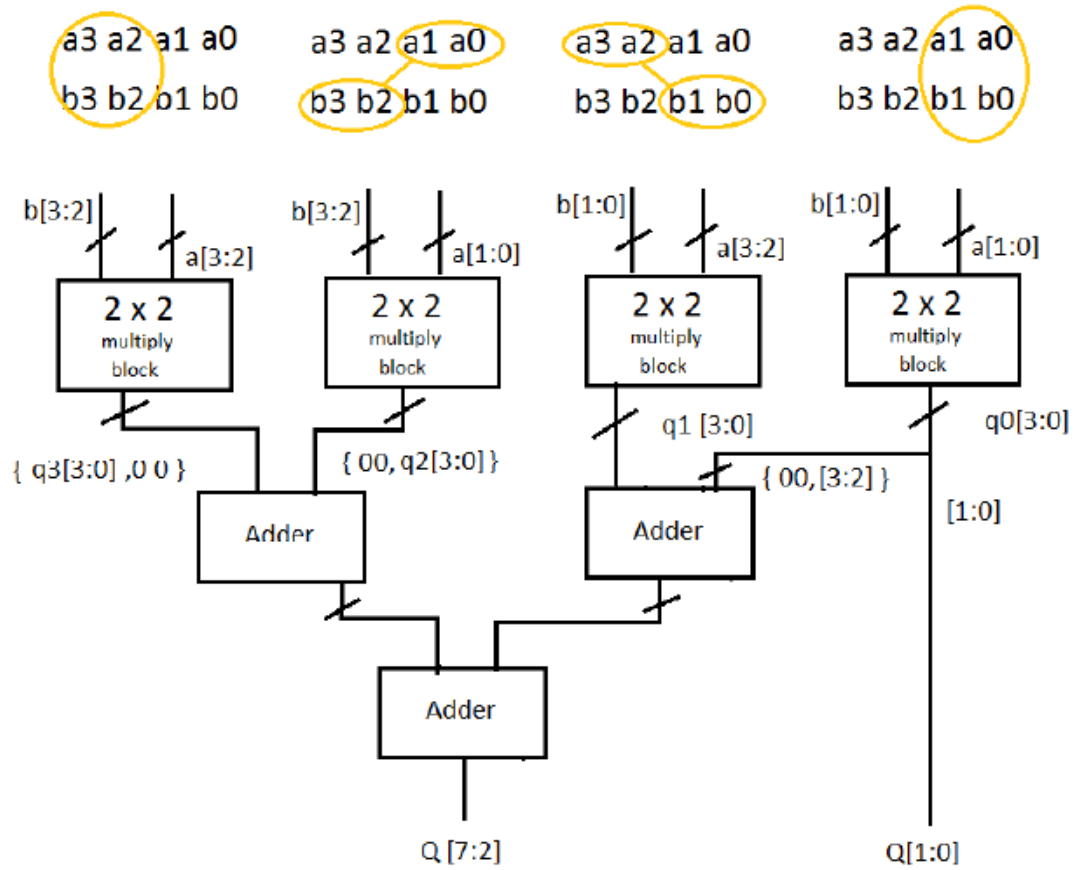 a3 a2 a1 a0
b3 b2 b1 b0
a3 a2 a1 a0
b3 b2 b1 b0
a3 a2 a1 a0
b3 b2 b1 b0
a3 a2 a1 a0
b3 b2 b1 b0
b[3:2]
a[3:2]
b[3:2]
a[1:0]
b[1:0]
a[3:2]
b[1:0]
a[1:0]
2 x 2
multiply
block
2 x 2
multiply
block
2 x 2
multiply
block
2 x 2
multiply
block
{ q3[3:0] ,0 0 }
{ 00, q2[3:0] }
q1 [3:0]
q0[3:0]
{ 00, [3:2] }
[1:0]
Adder
Adder
Adder
Q [7:2]
Q[1:0]